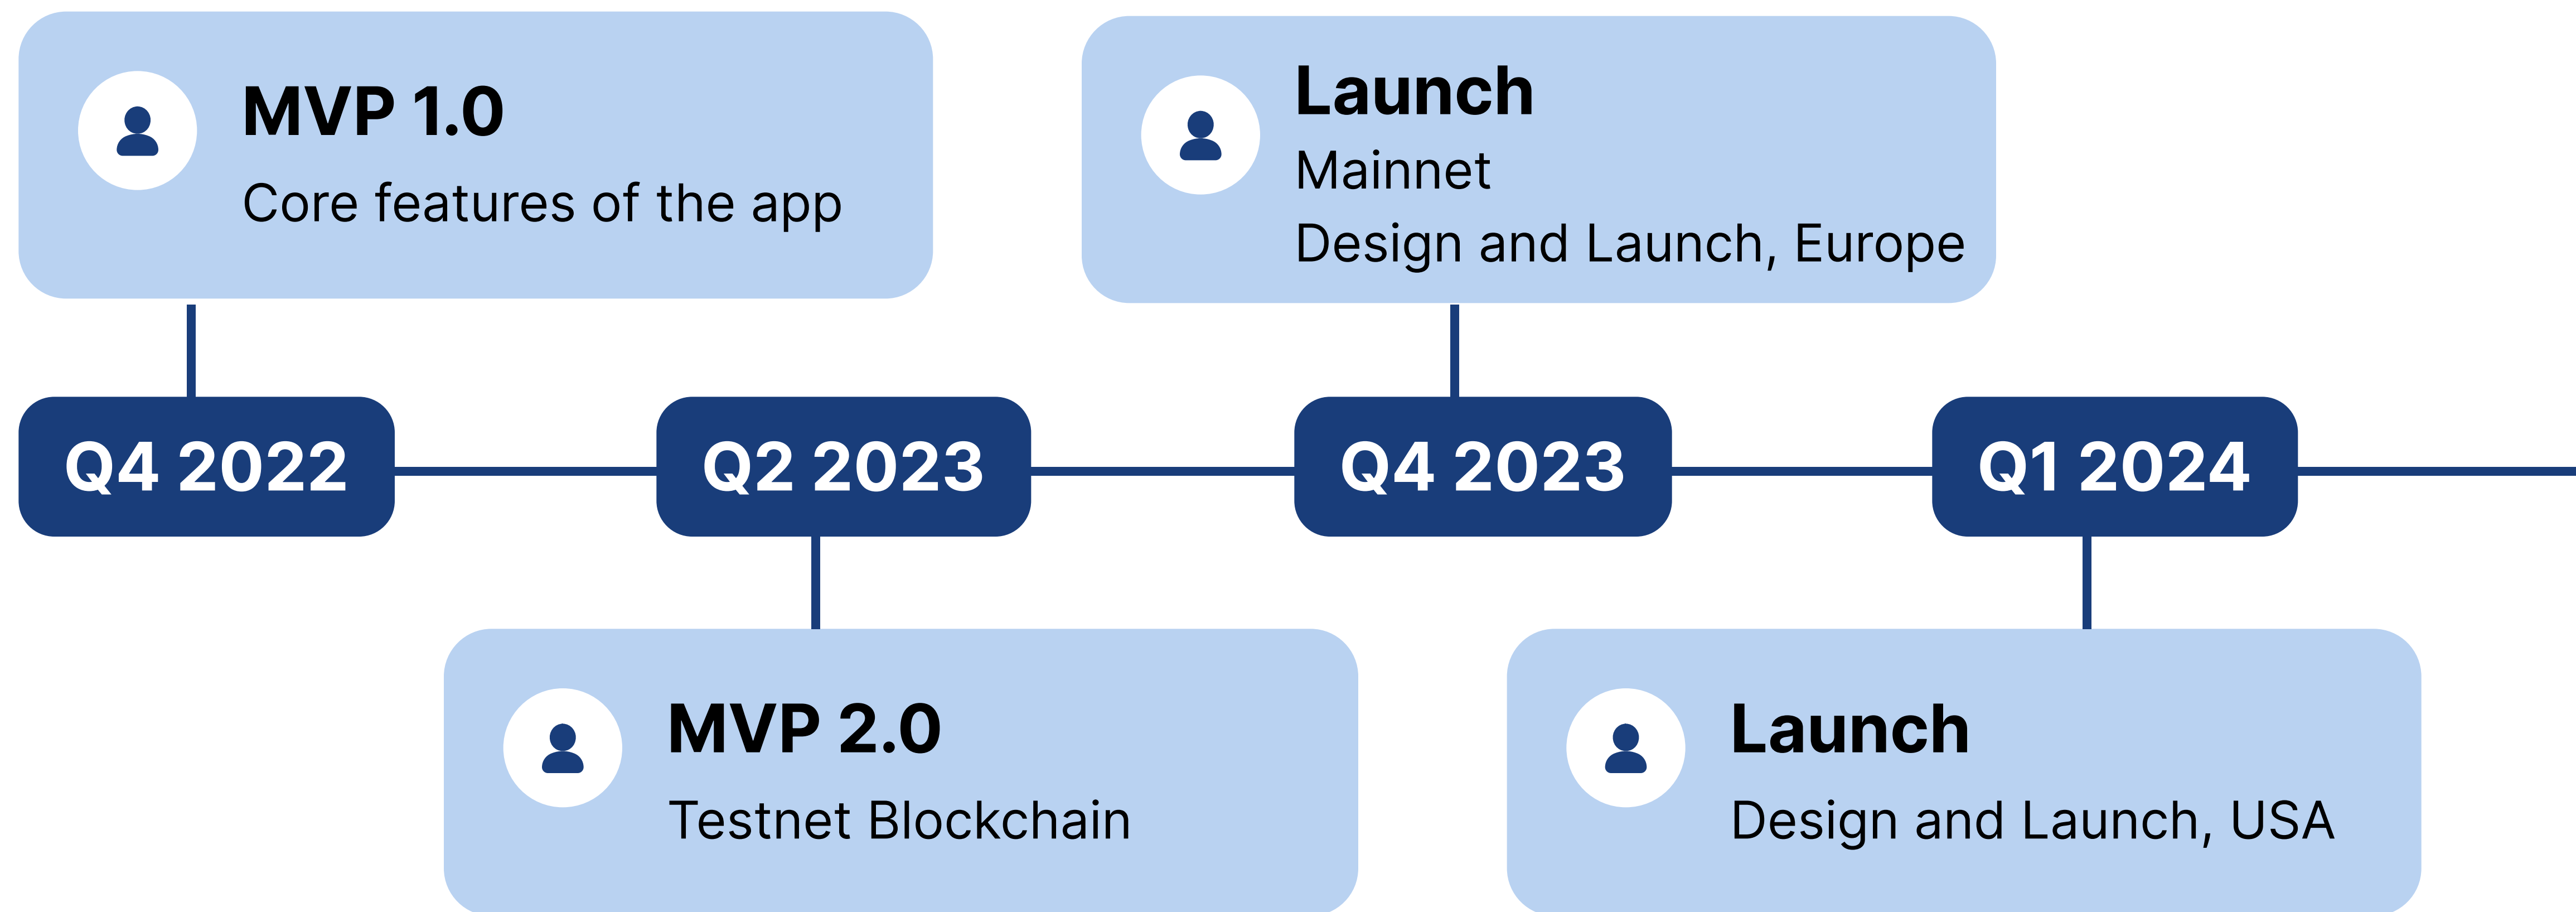 MVP 1.0
Core features of the app
Launch
Mainnet
Design and Launch, Europe
Q4 2022
Q2 2023
Q4 2023
Q1 2024
MVP 2.0
Testnet Blockchain
Launch
Design and Launch, USA